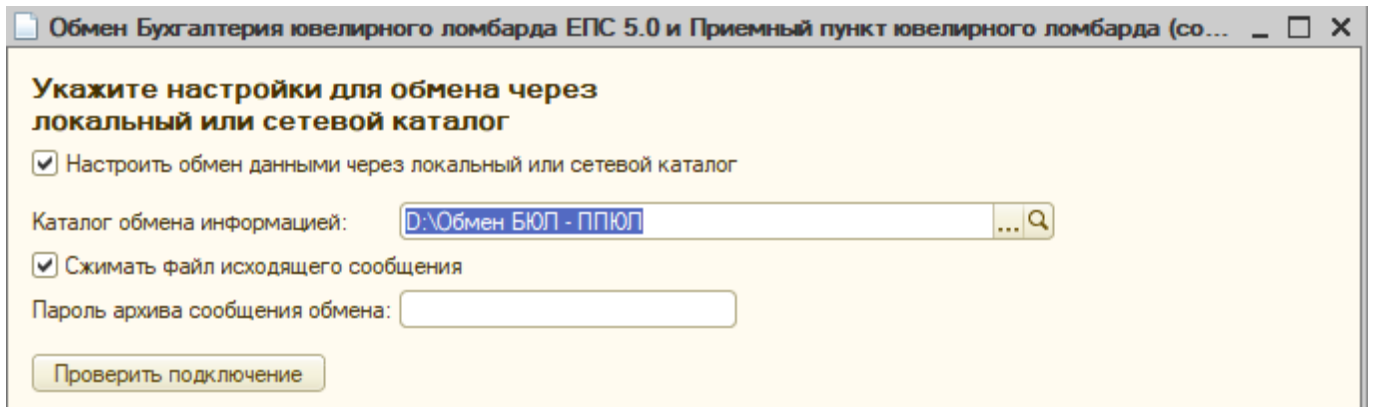 Обмен Бухгалтерия ювелирного ломбарда ЕПС 5.0 и Приемный пункт ювелирного ломбарда (со...
Укажите настройки для обмена через
локальный или сетевой каталог
Настроить обмен данными через локальный или сетевой каталог
Каталог обмена информацией: D:\Обмен БЮЛ - ППЮЛ ...
Сжимать файл исходящего сообщения
Пароль архива сообщения обмена:
Проверить подключение